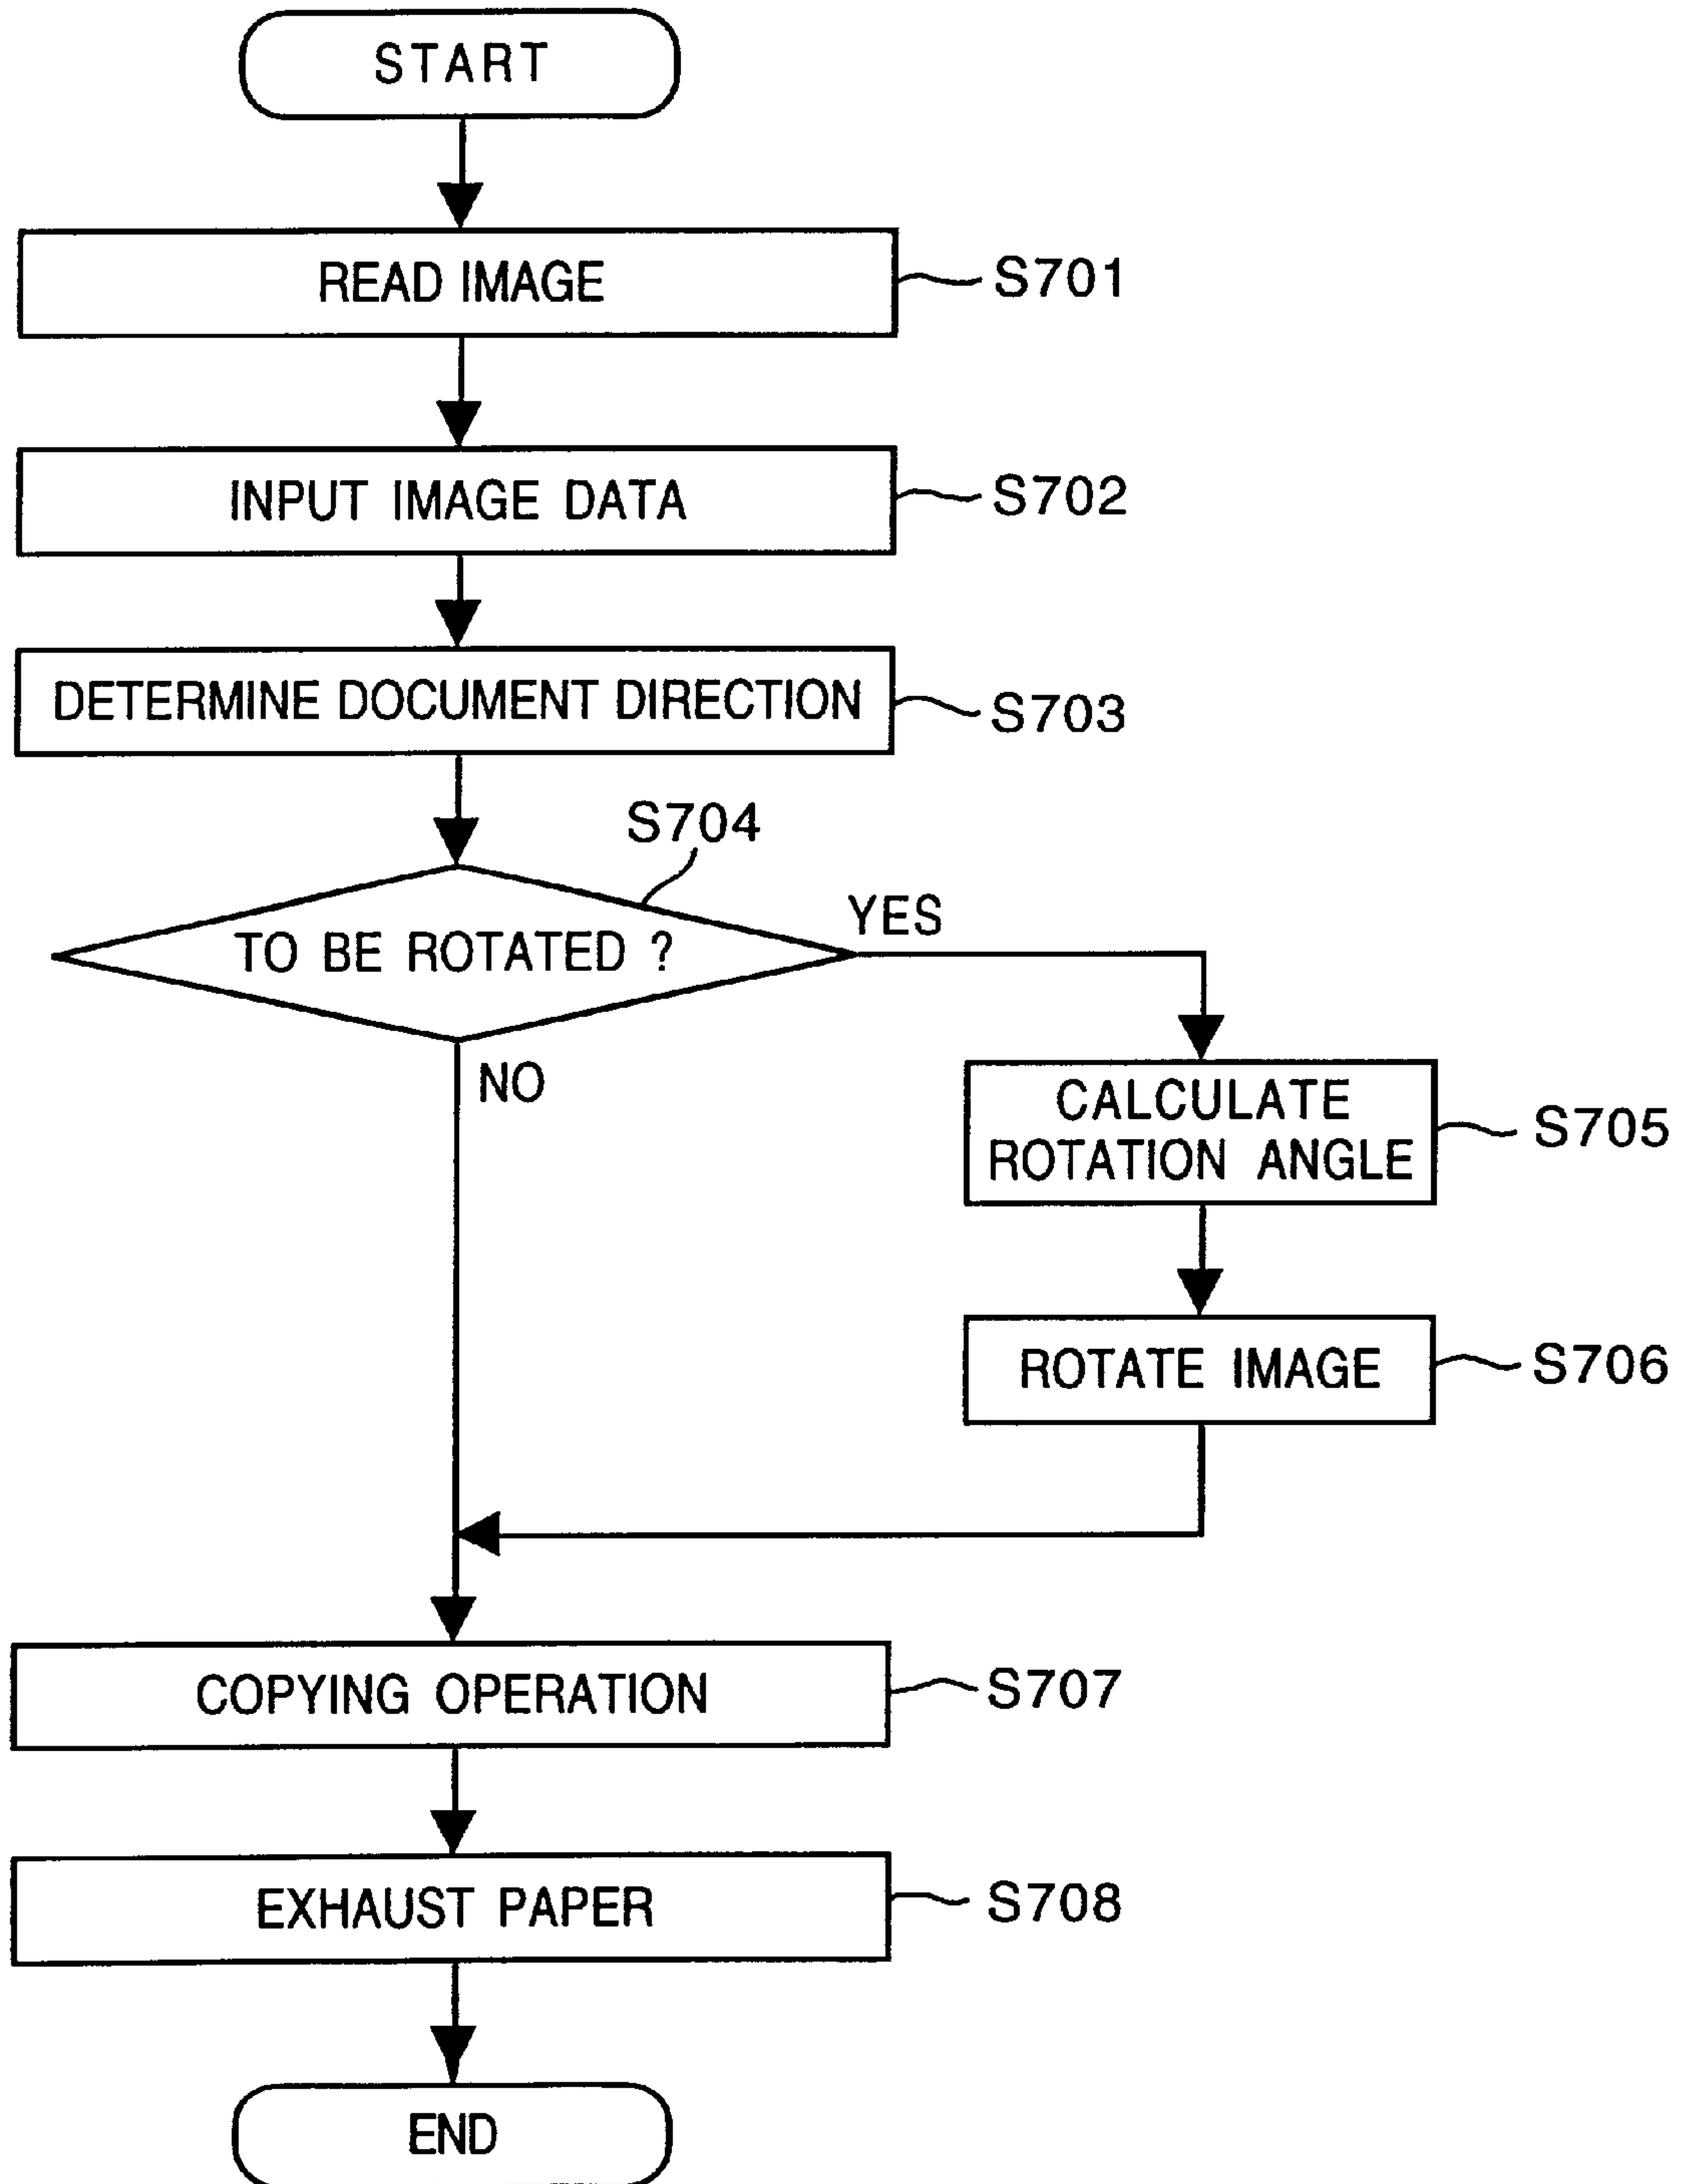 START
READ IMAGE
S701
INPUT IMAGE DATA
S702
DETERMINE DOCUMENT DIRECTION
S703
S704
TO BE ROTATED ?
YES
NO
CALCULATE
ROTATION ANGLE
S705
ROTATE IMAGE
S706
COPYING OPERATION
S707
EXHAUST PAPER
S708
END